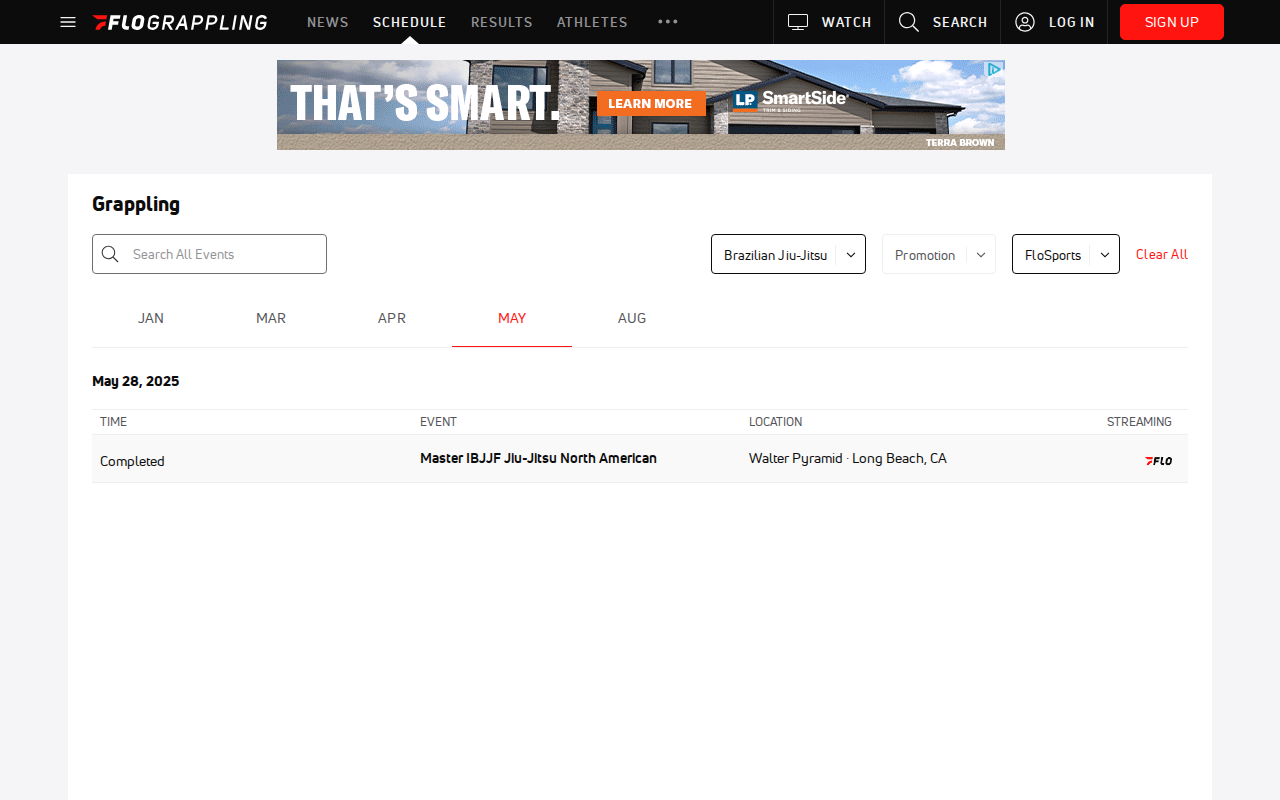 FLOGRAPPLING NEWS SCHEDULE RESULTS ATHLETES ••• WATCH SEARCH LOG IN SIGN UP
THAT'S SMART. LEARN MORE LP SmartSide
TRIM & SIDING
TERRA BROWN
Grappling
Search All Events Brazilian Jiu-Jitsu Promotion FloSports Clear All
JAN MAR APR MAY AUG
May 28, 2025
TIME EVENT LOCATION STREAMING
Completed Master IBJJF Jiu-Jitsu North American Walter Pyramid · Long Beach, CA FLO